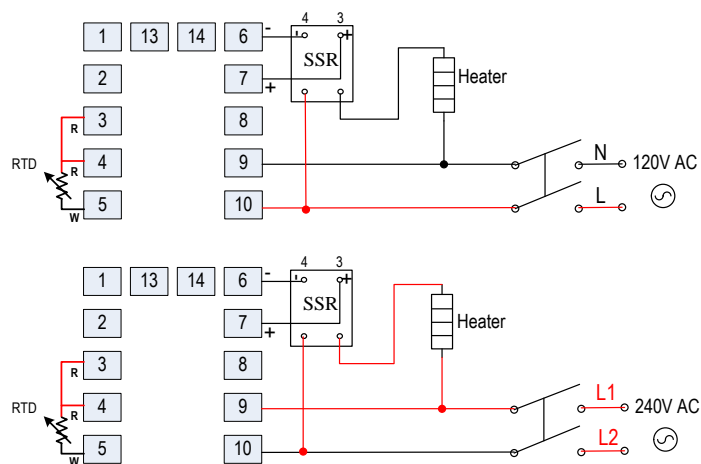 4 3
1 13 14 6 - - +
SSR
2 7 + Heater
3 8
R
RTD 4 9 N 120V AC
R
5 10 L
W
4 3
1 13 14 6 - - +
SSR
2 7 + Heater
3 8
R
RTD 4 9 L1 240V AC
R
5 10 L2
W